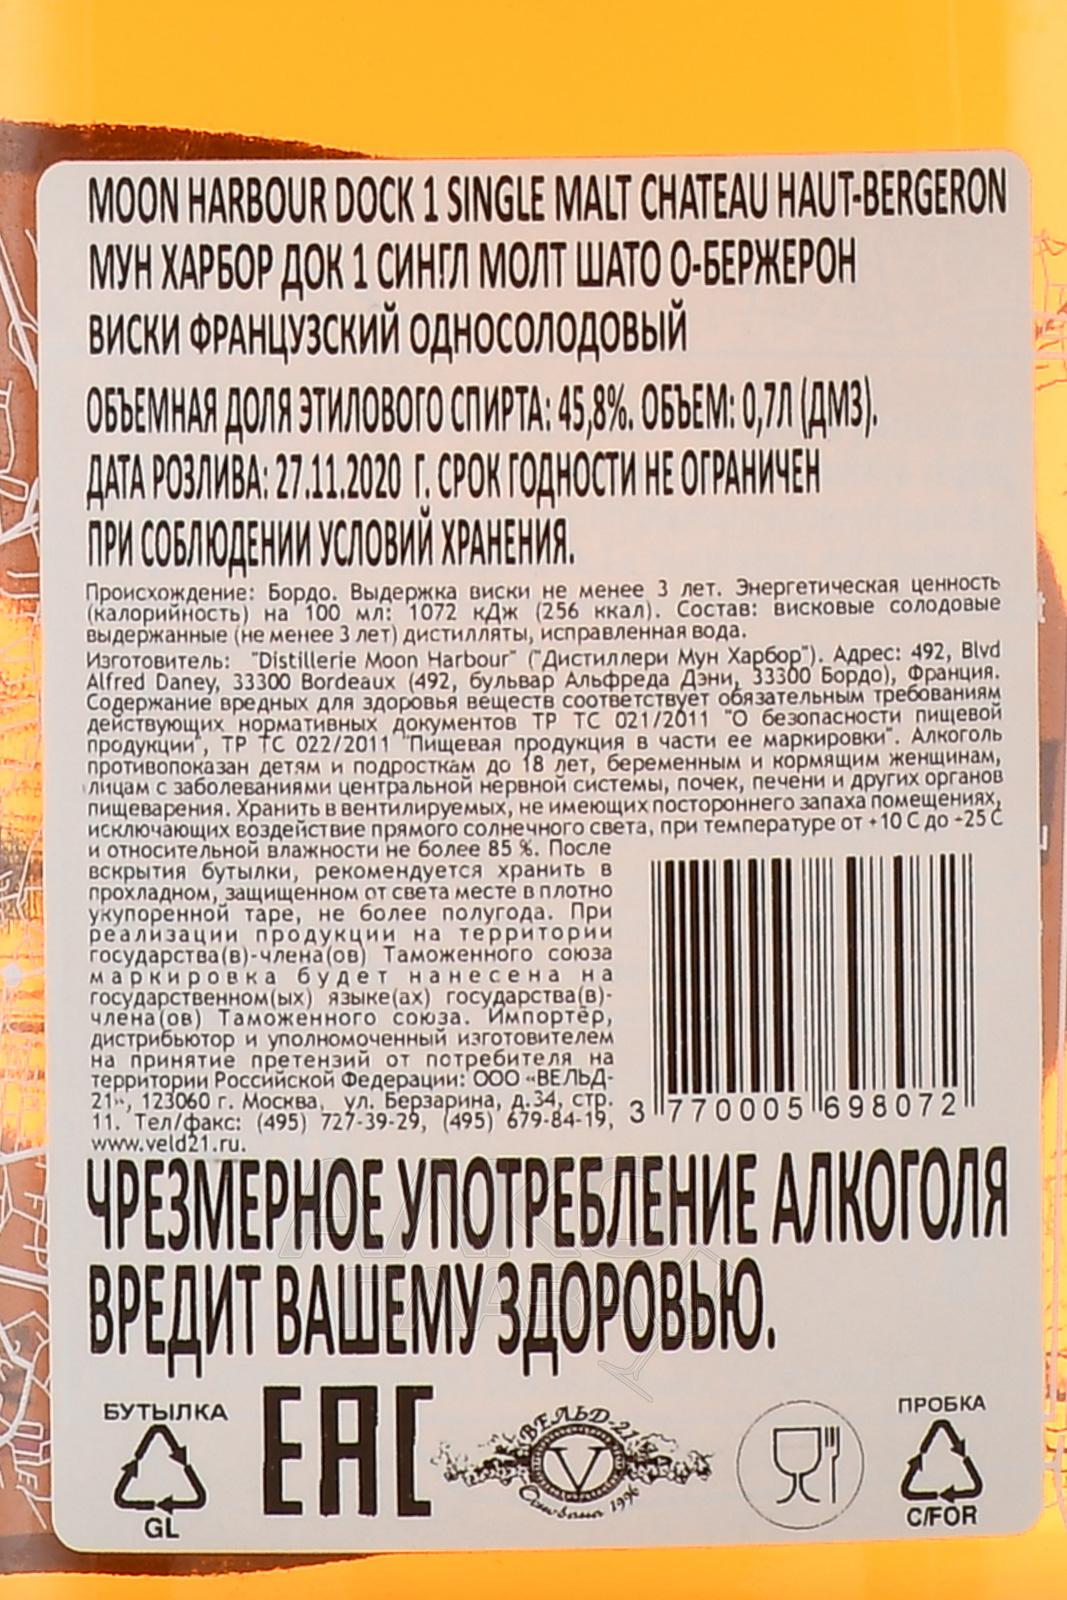 MOON HARBOUR DOCK 1 SINGLE MALT CHATEAU HAUT-BERGERON
МУН ХАРБОР ДОК 1 СИНГЛ МОЛТ ШАТО О-БЕРЖЕРОН
ВИСКИ ФРАНЦУЗСКИЙ ОДНОСОЛОДОВЫЙ
ОБЪЕМНАЯ ДОЛЯ ЭТИЛОВОГО СПИРТА: 45,8%. ОБЪЕМ: 0,7Л (ДМ3).
ДАТА РОЗЛИВА: 27.11.2020 Г. СРОК ГОДНОСТИ НЕ ОГРАНИЧЕН
ПРИ СОБЛЮДЕНИИ УСЛОВИЙ ХРАНЕНИЯ.
Происхождение: Бордо. Выдержка виски не менее 3 лет. Энергетическая ценность
(калорийность) на 100 мл: 1072 кДж (256 ккал). Состав: висковые солодовые
выдержанные (не менее 3 лет) дистилляты, исправленная вода.
Изготовитель: "Distillerie Moon Harbour" ("Дистиллери Мун Харбор"). Адрес: 492, Blvd
Alfred Daney, 33300 Bordeaux (492, бульвар Альфреда Дэни, 33300 Бордо), Франция.
Содержание вредных для здоровья веществ соответствует обязательным требованиям
действующих нормативных документов ТР ТС 021/2011 "О безопасности пищевой
продукции", ТР ТС 022/2011 "Пищевая продукция в части ее маркировки". Алкоголь
противопоказан детям и подросткам до 18 лет, беременным и кормящим женщинам,
лицам с заболеваниями центральной нервной системы, почек, печени и других органов
пищеварения. Хранить в вентилируемых, не имеющих постороннего запаха помещениях,
исключающих воздействие прямого солнечного света, при температуре от +10 С до +25 С
и относительной влажности не более 85 %. После
вскрытия бутылки, рекомендуется хранить в
прохладном, защищенном от света месте в плотно
укупоренной таре, не более полугода. При
реализации продукции на территории
государства(в)-члена(ов) Таможенного союза
маркировка будет нанесена на
государственном(ых) языке(ах) государства(в)-
члена(ов) Таможенного союза. Импортёр,
дистрибьютор и уполномоченный изготовителем
на принятие претензий от потребителя на
территории Российской Федерации: ООО «ВЕЛЬД-
21», 123060 г. Москва, ул. Берзарина, д.34, стр.
11. Тел/факс: (495) 727-39-29, (495) 679-84-19,
www.veld21.ru.
3 770005 698072
ЧРЕЗМЕРНОЕ УПОТРЕБЛЕНИЕ АЛКОГОЛЯ
ВРЕДИТ ВАШЕМУ ЗДОРОВЬЮ.
БУТЫЛКА
GL
EAC
ВЕЛЬД-21
V
Основана 1996
ПРОБКА
C/FOR